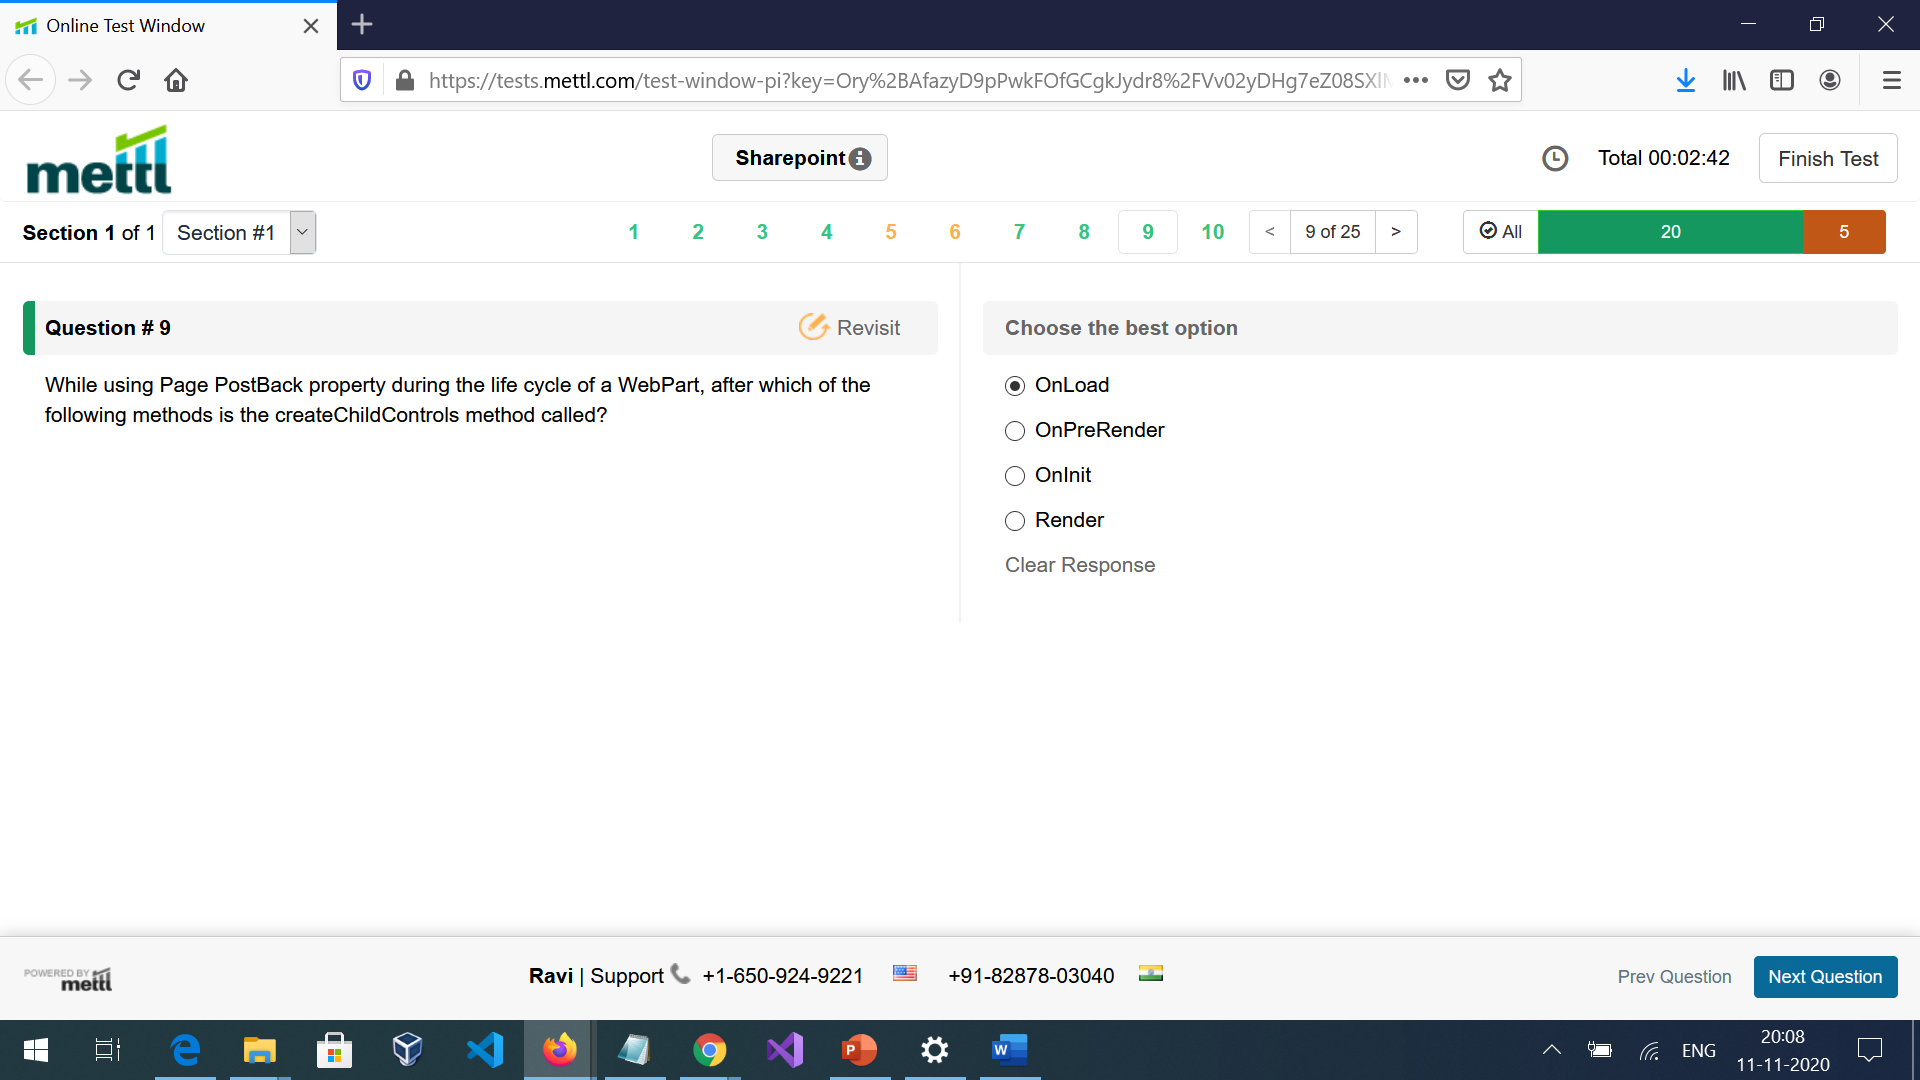 Online Test Window
https://tests.mettl.com/test-window-pi?key=Ory%2BAfazyD9pPwkFOfGCgkJydr8%2FVv02yDHg7eZ08SXI
mettl
Sharepoint
Total 00:02:42
Finish Test
Section 1 of 1
Section #1
1 2 3 4 5 6 7 8 9 10
< 9 of 25 >
All 20 5
Question # 9
Revisit
While using Page PostBack property during the life cycle of a WebPart, after which of the
following methods is the createChildControls method called?
Choose the best option
OnLoad
OnPreRender
OnInit
Render
Clear Response
POWERED BY
mettl
Ravi | Support +1-650-924-9221 +91-82878-03040
Prev Question
Next Question
ENG
20:08
11-11-2020